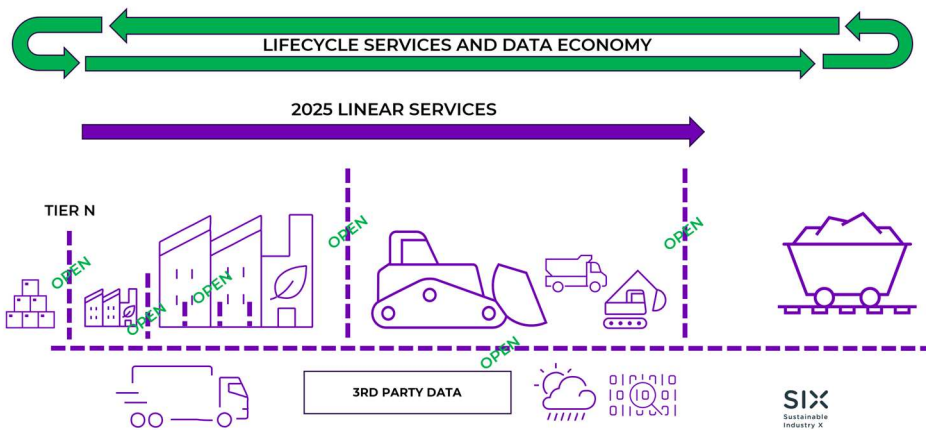 LIFECYCLE SERVICES AND DATA ECONOMY
2025 LINEAR SERVICES
TIER N
OPEN
OPEN
OPEN
OPEN
OPEN
OPEN
3RD PARTY DATA
SIX
Sustainable
Industry X